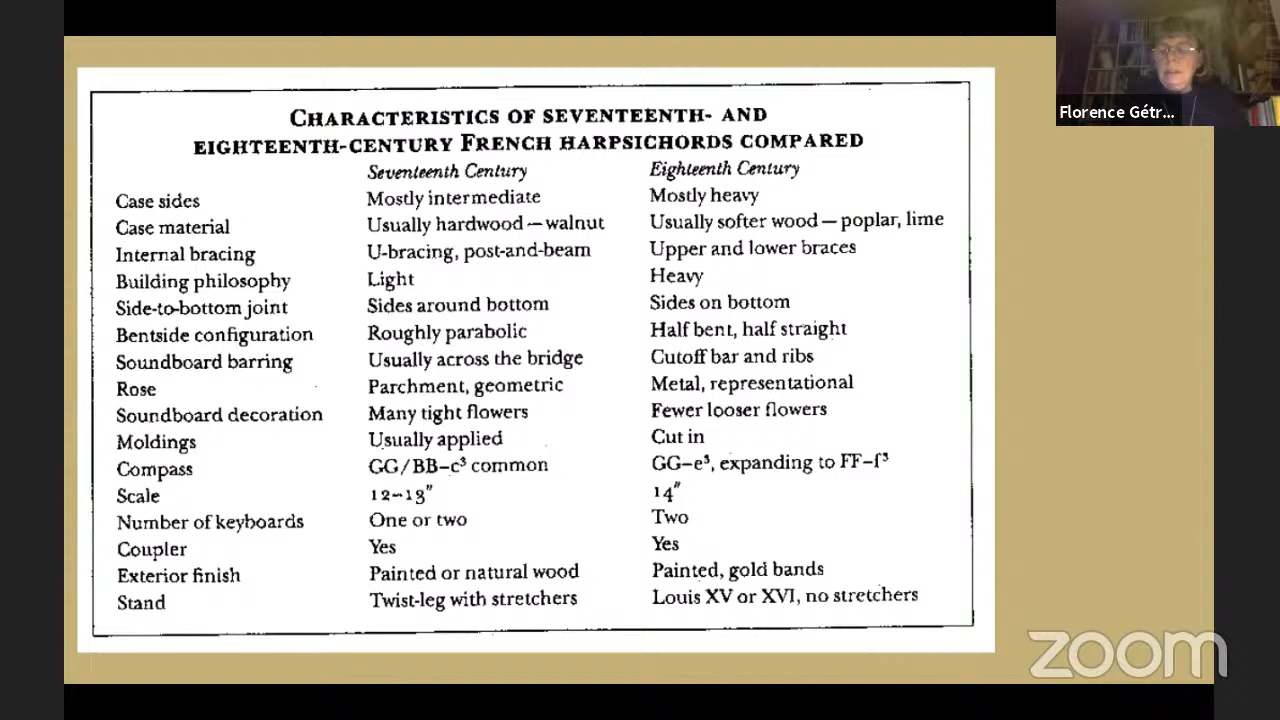 Florence Gétr...
CHARACTERISTICS OF SEVENTEENTH- AND
EIGHTEENTH-CENTURY FRENCH HARPSICHORDS COMPARED
Seventeenth Century Eighteenth Century
Case sides Mostly intermediate Mostly heavy
Case material Usually hardwood — walnut Usually softer wood — poplar, lime
Internal bracing U-bracing, post-and-beam Upper and lower braces
Building philosophy Light Heavy
Side-to-bottom joint Sides around bottom Sides on bottom
Bentside configuration Roughly parabolic Half bent, half straight
Soundboard barring Usually across the bridge Cutoff bar and ribs
Rose Parchment, geometric Metal, representational
Soundboard decoration Many tight flowers Fewer looser flowers
Moldings Usually applied Cut in
Compass GG/BB–c³ common GG–e³, expanding to FF–f³
Scale 12–13" 14"
Number of keyboards One or two Two
Coupler Yes Yes
Exterior finish Painted or natural wood Painted, gold bands
Stand Twist-leg with stretchers Louis XV or XVI, no stretchers
zoom